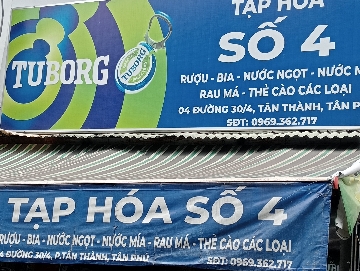 TẠP HÓA
SỐ 4
TUBORG
TUBORG
RƯỢU - BIA - NƯỚC NGỌT - NƯỚC M
RAU MÁ - THẺ CÀO CÁC LOẠI
04 ĐƯỜNG 30/4, TÂN THÀNH, TÂN P
SĐT: 0969.362.717
TẠP HÓA SỐ 4
RƯỢU - BIA - NƯỚC NGỌT - NƯỚC MÍA - RAU MÁ - THẺ CÀO CÁC LOẠI
4 ĐƯỜNG 30/4, P.TÂN THÀNH, TÂN PHÚ
SĐT: 0969.362.717